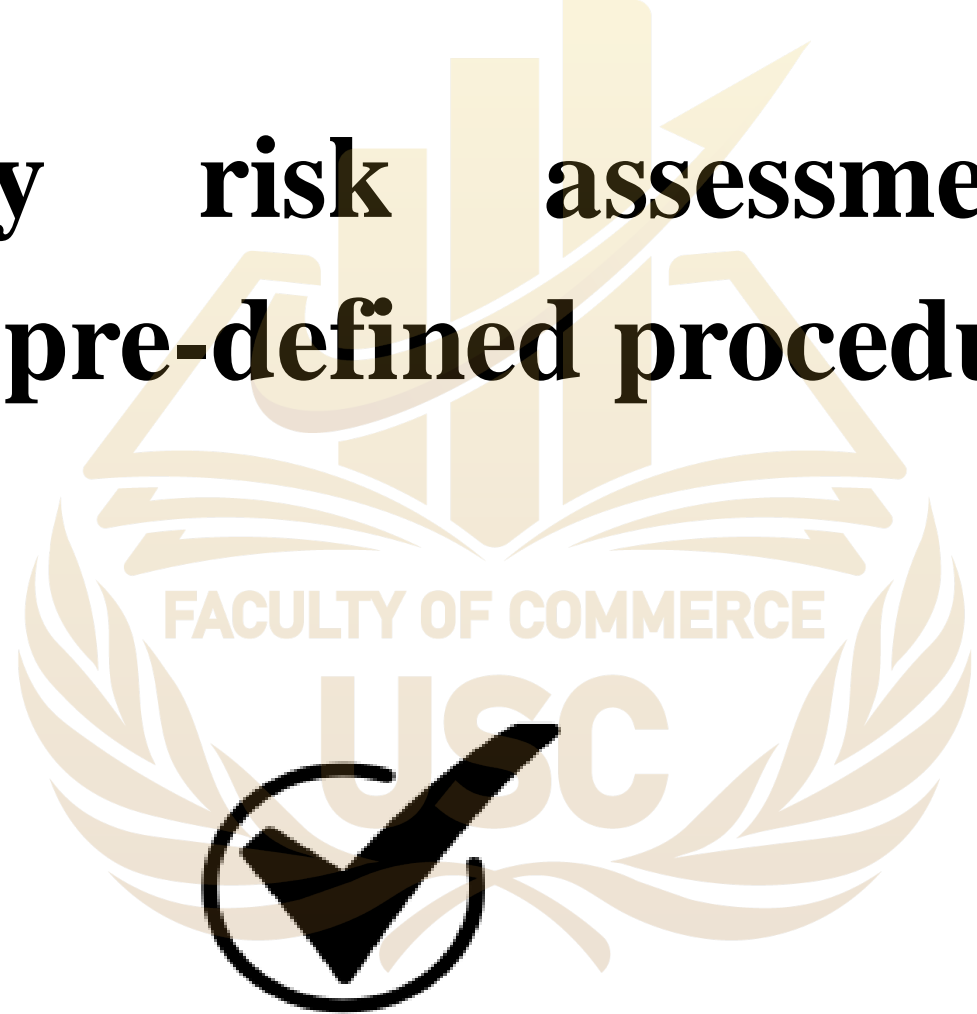 y risk assessme
pre-defined procedu
FACULTY OF COMMERCE
USC